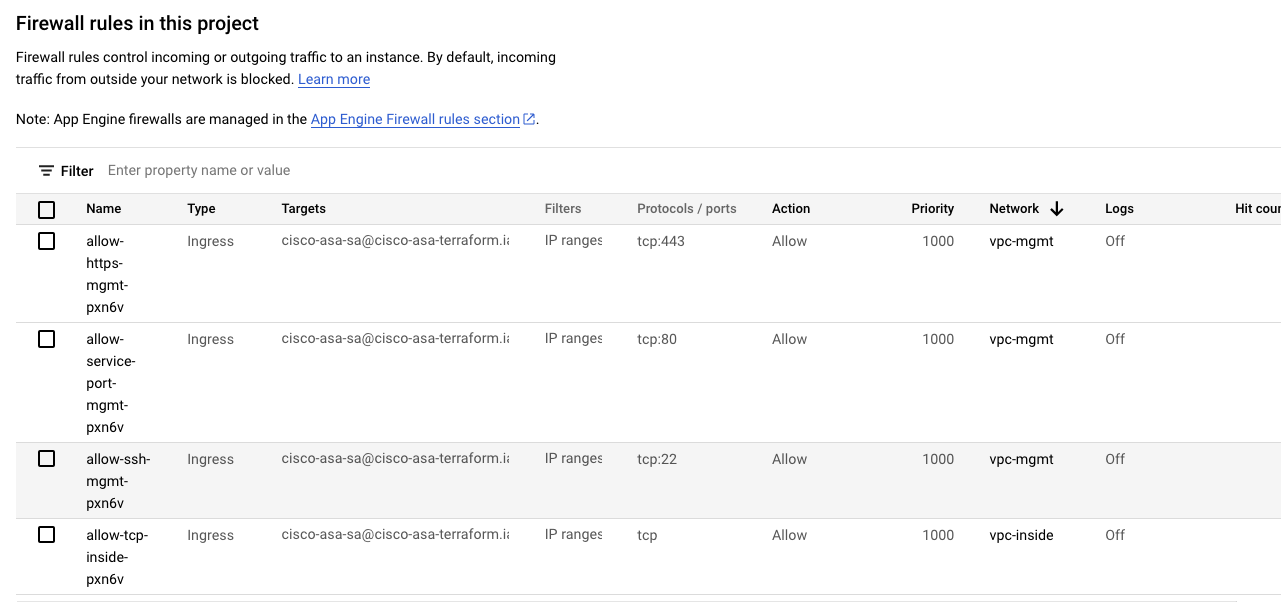 Firewall rules in this project
Firewall rules control incoming or outgoing traffic to an instance. By default, incoming
traffic from outside your network is blocked. Learn more
Note: App Engine firewalls are managed in the App Engine Firewall rules section.
Filter Enter property name or value
Name Type Targets Filters Protocols / ports Action Priority Network Logs Hit
allow- Ingress cisco-asa-sa@cisco-asa-terraform.ia IP ranges tcp:443 Allow 1000 vpc-mgmt Off
https-
mgmt-
pxn6v
allow- Ingress cisco-asa-sa@cisco-asa-terraform.ia IP ranges tcp:80 Allow 1000 vpc-mgmt Off
service-
port-
mgmt-
pxn6v
allow-ssh- Ingress cisco-asa-sa@cisco-asa-terraform.ia IP ranges tcp:22 Allow 1000 vpc-mgmt Off
mgmt-
pxn6v
allow-tcp- Ingress cisco-asa-sa@cisco-asa-terraform.ia IP ranges tcp Allow 1000 vpc-inside Off
inside-
pxn6v